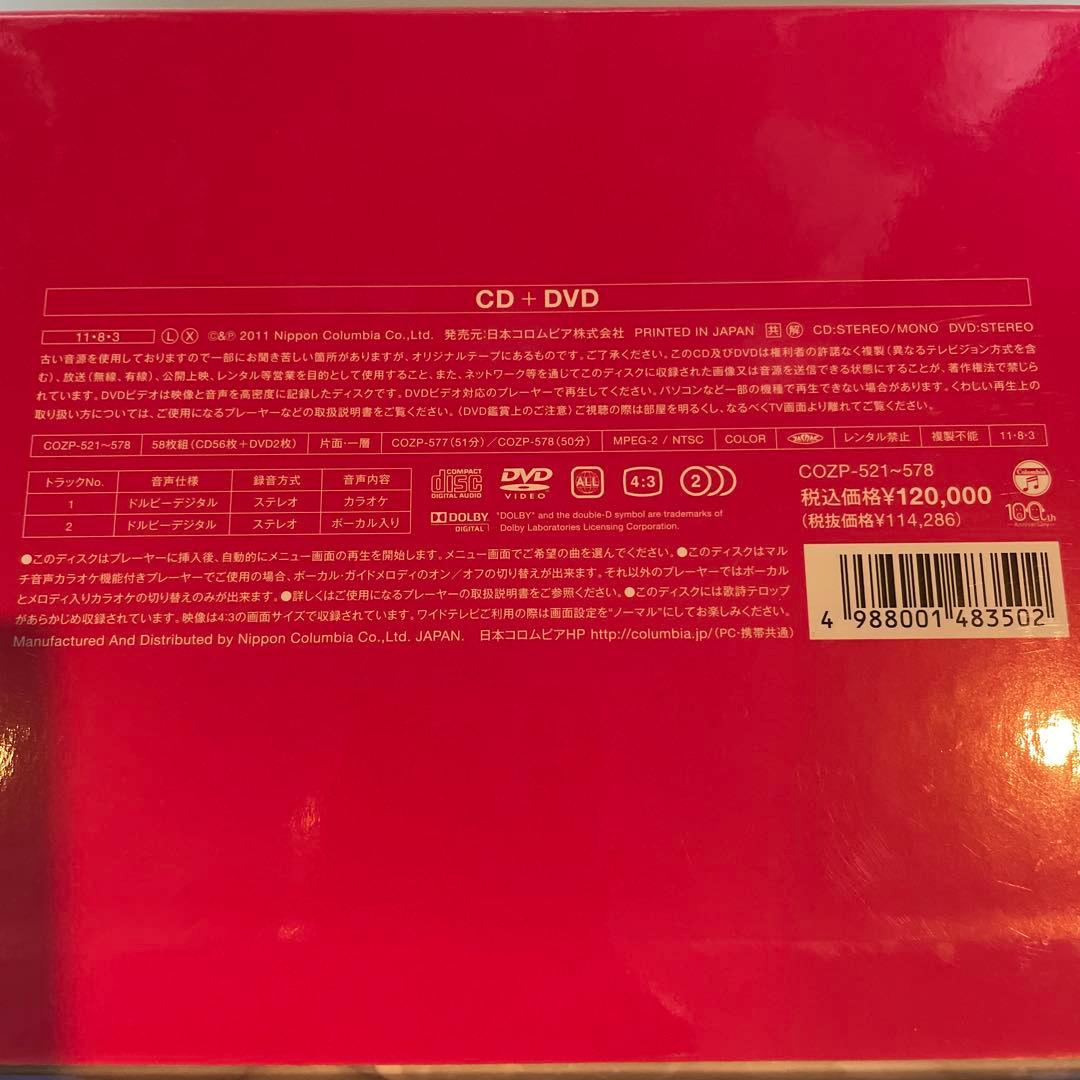 CD + DVD
11・8・3 Ⓛ Ⓧ ©&℗ 2011 Nippon Columbia Co.,Ltd. 発売元:日本コロムビア株式会社 PRINTED IN JAPAN 共 解 CD:STEREO/MONO DVD:STEREO
古い音源を使用しておりますので一部にお聞き苦しい箇所がありますが、オリジナルテープにあるものです。ご了承ください。このCD及びDVDは権利者の許諾なく複製(異なるテレビジョン方式を含
む)、放送(無線、有線)、公開上映、レンタル等営業を目的として使用すること、また、ネットワーク等を通じてこのディスクに収録された画像又は音源を送信できる状態にすることが、著作権法で禁じら
れています。DVDビデオは映像と音声を高密度に記録したディスクです。DVDビデオ対応のプレーヤーで再生してください。パソコンなど一部の機種で再生できない場合があります。くわしい再生上の
取り扱い方については、ご使用になるプレーヤーなどの取扱説明書をご覧ください。〈DVD鑑賞上のご注意〉ご視聴の際は部屋を明るくし、なるべくTV画面より離れてご覧ください。
COZP-521~578 58枚組(CD56枚+DVD2枚) 片面・一層 COZP-577(51分)/COZP-578(50分) MPEG-2 / NTSC COLOR レンタル禁止 複製不能 11・8・3
トラックNo. 音声仕様 録音方式 音声内容
1 ドルビーデジタル ステレオ カラオケ
2 ドルビーデジタル ステレオ ボーカル入り
COMPACT disc DIGITAL AUDIO DVD VIDEO ALL 4:3 2
DOLBY DIGITAL "DOLBY" and the double-D symbol are trademarks of
Dolby Laboratories Licensing Corporation.
COZP-521~578
税込価格¥120,000
(税抜価格¥114,286)
Columbia
100th
Anniversary
●このディスクはプレーヤーに挿入後、自動的にメニュー画面の再生を開始します。メニュー画面でご希望の曲を選んでください。●このディスクはマル
チ音声カラオケ機能付きプレーヤーでご使用の場合、ボーカル・ガイドメロディのオン/オフの切り替えが出来ます。それ以外のプレーヤーではボーカル
とメロディ入りカラオケの切り替えのみが出来ます。●詳しくはご使用になるプレーヤーの取扱説明書をご参照ください。●このディスクには歌詩テロップ
があらかじめ収録されています。映像は4:3の画面サイズで収録されています。ワイドテレビご利用の際は画面設定を"ノーマル"にしてお楽しみください。
Manufactured And Distributed by Nippon Columbia Co.,Ltd. JAPAN. 日本コロムビアHP http://columbia.jp/(PC・携帯共通)
4 988001 483502